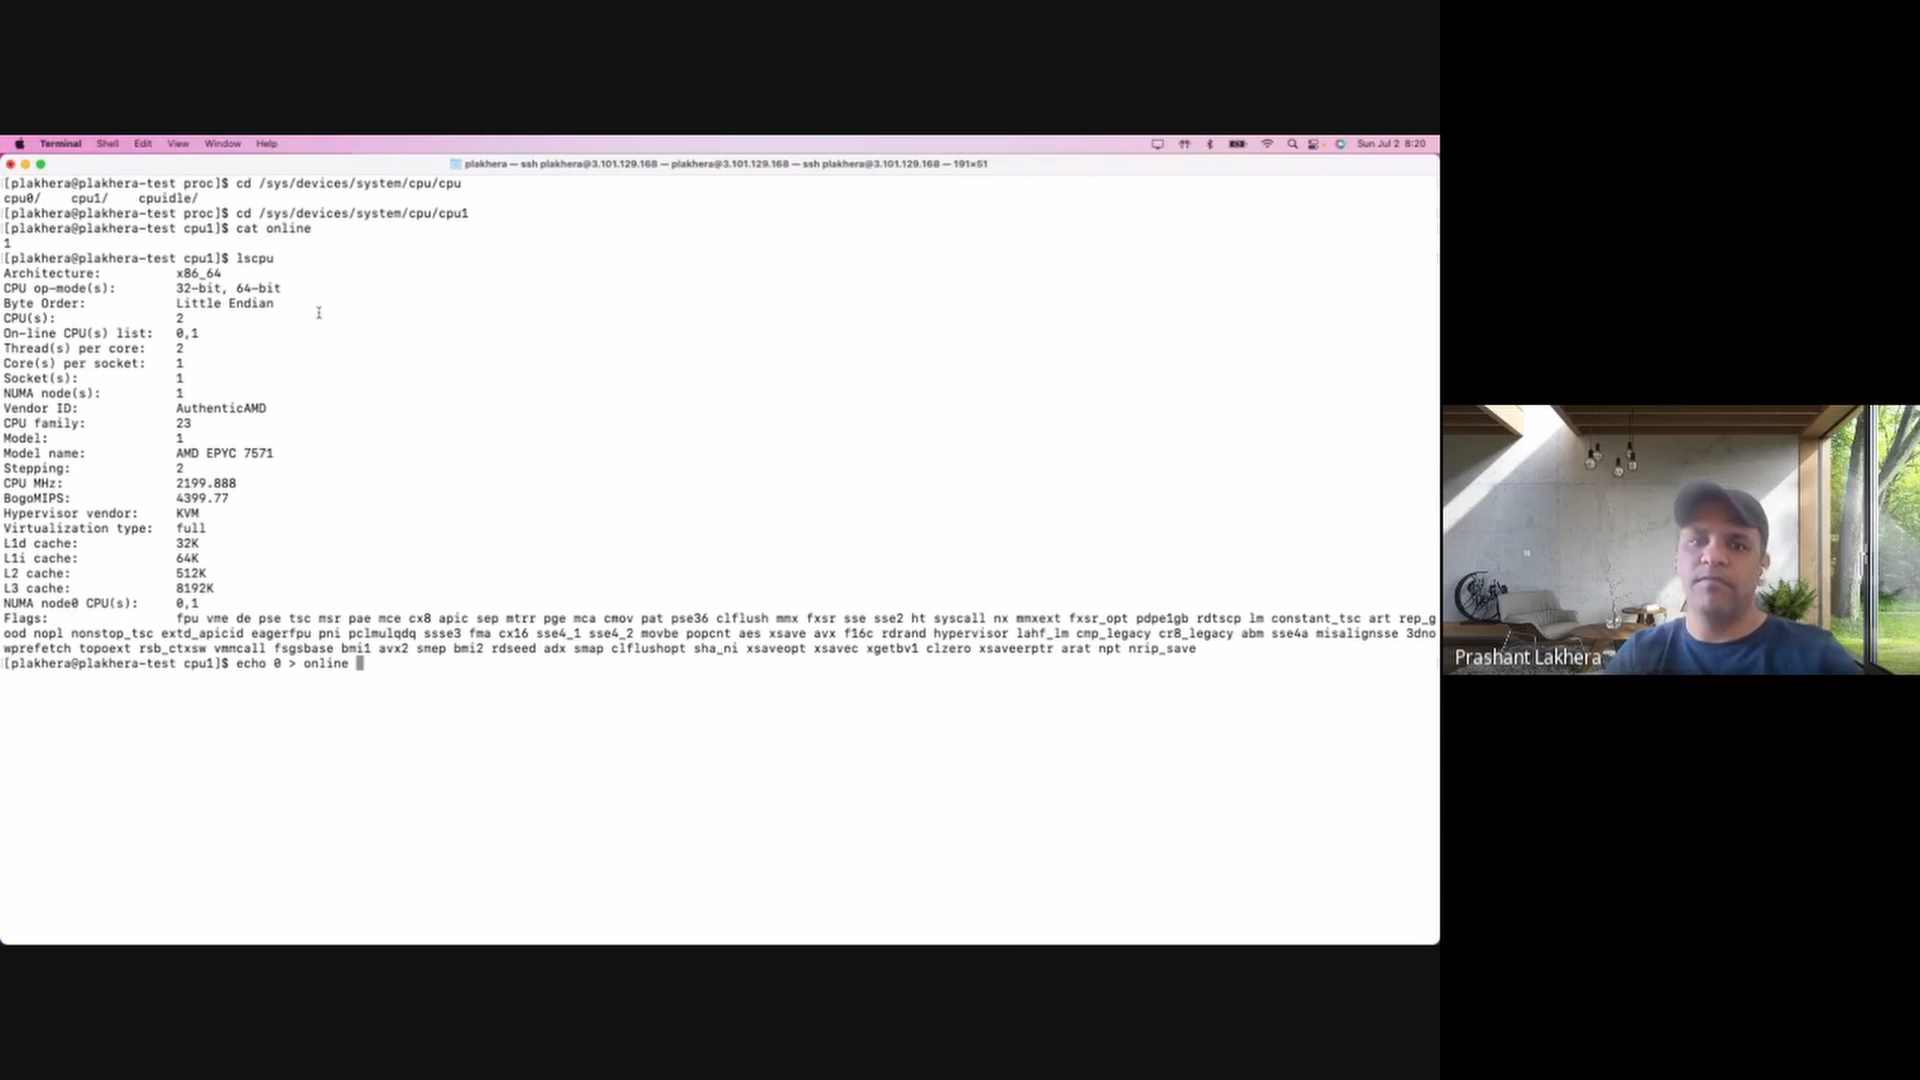 Terminal Shell Edit View Window Help Sun Jul 2 8:20
plakhera — ssh plakhera@3.101.129.168 — plakhera@3.101.129.168 — ssh plakhera@3.101.129.168 — 191×51
[plakhera@plakhera-test proc]$ cd /sys/devices/system/cpu/cpu
cpu0/ cpu1/ cpuidle/
[plakhera@plakhera-test proc]$ cd /sys/devices/system/cpu/cpu1
[plakhera@plakhera-test cpu1]$ cat online
1
[plakhera@plakhera-test cpu1]$ lscpu
Architecture: x86_64
CPU op-mode(s): 32-bit, 64-bit
Byte Order: Little Endian
CPU(s): 2
On-line CPU(s) list: 0,1
Thread(s) per core: 2
Core(s) per socket: 1
Socket(s): 1
NUMA node(s): 1
Vendor ID: AuthenticAMD
CPU family: 23
Model: 1
Model name: AMD EPYC 7571
Stepping: 2
CPU MHz: 2199.888
BogoMIPS: 4399.77
Hypervisor vendor: KVM
Virtualization type: full
L1d cache: 32K
L1i cache: 64K
L2 cache: 512K
L3 cache: 8192K
NUMA node0 CPU(s): 0,1
Flags: fpu vme de pse tsc msr pae mce cx8 apic sep mtrr pge mca cmov pat pse36 clflush mmx fxsr sse sse2 ht syscall nx mmxext fxsr_opt pdpe1gb rdtscp lm constant_tsc art rep_g
ood nopl nonstop_tsc extd_apicid eagerfpu pni pclmulqdq ssse3 fma cx16 sse4_1 sse4_2 movbe popcnt aes xsave avx f16c rdrand hypervisor lahf_lm cmp_legacy cr8_legacy abm sse4a misalignsse 3dno
wprefetch topoext rsb_ctxsw vmmcall fsgsbase bmi1 avx2 smep bmi2 rdseed adx smap clflushopt sha_ni xsaveopt xsavec xgetbv1 clzero xsaveerptr arat npt nrip_save
[plakhera@plakhera-test cpu1]$ echo 0 > online
Prashant Lakhera